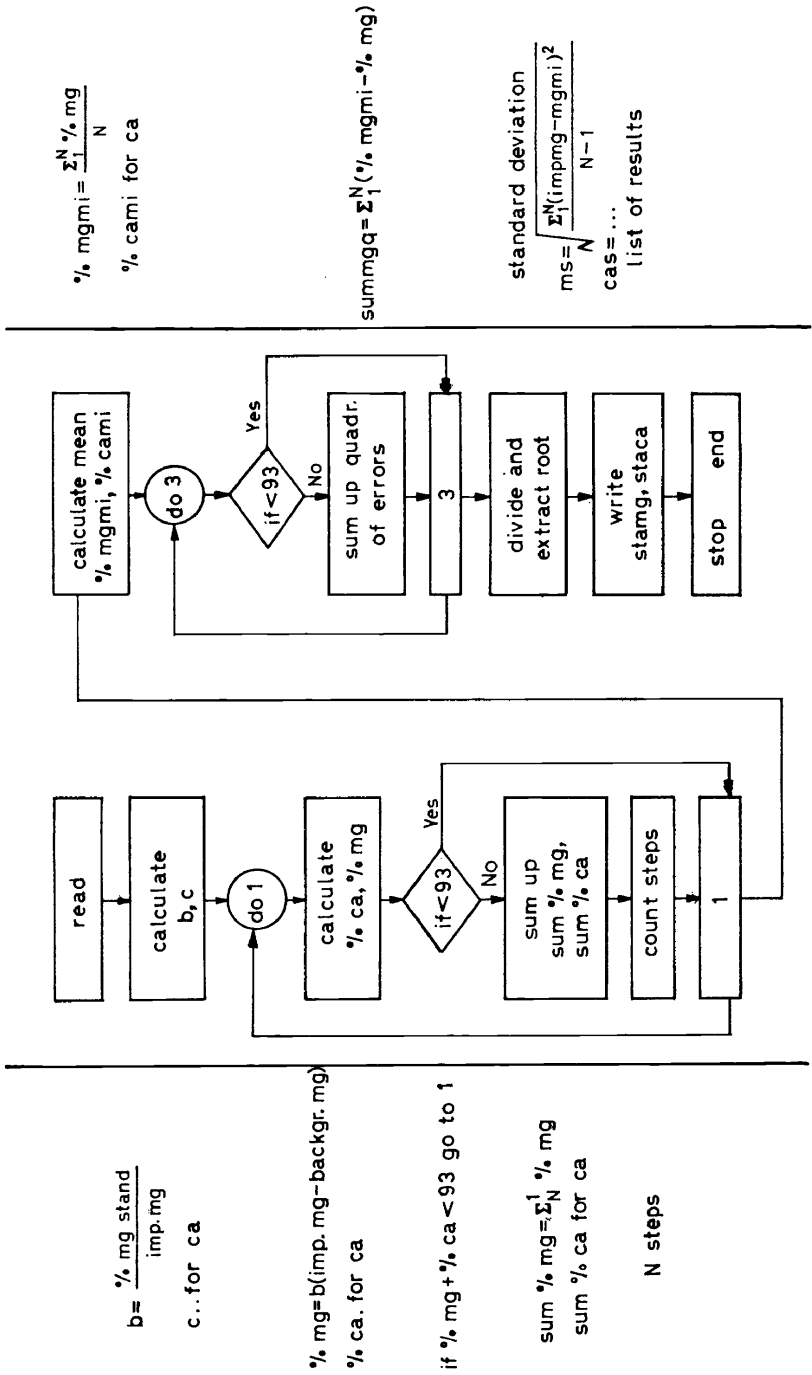 b= % mg stand
imp.mg
c..for ca
% mg=b(imp. mg-backgr. mg)
% ca. for ca
if % mg+% ca<93 go to 1
sum % mg=Σ¹_N % mg
sum % ca for ca
N steps
read
calculate
b, c
do 1
calculate
% ca, % mg
if<93
Yes
No
sum up
sum % mg,
sum % ca
count steps
1
calculate mean
% mgmi, % cami
do 3
if<93
Yes
No
sum up quadr.
of errors
3
divide and
extract root
write
stamg, staca
stop end
% mgmi= Σ₁ᴺ % mg
N
% cami for ca
summgq=Σ₁ᴺ(% mgmi-% mg)
standard deviation
ms=√ Σ₁ᴺ(impmg-mgmi)²
N-1
cas=...
list of results